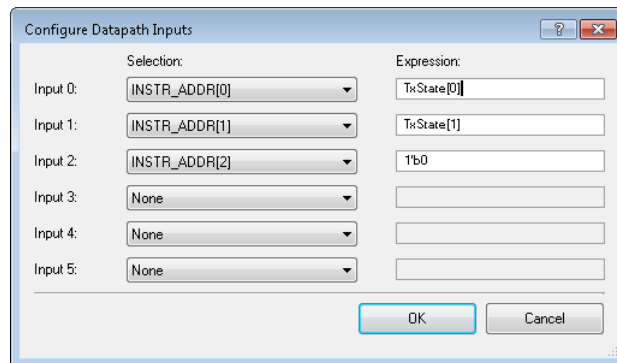 Configure Datapath Inputs
Selection: Expression:
Input 0: INSTR_ADDR[0] TxState[0]
Input 1: INSTR_ADDR[1] TxState[1]
Input 2: INSTR_ADDR[2] 1'b0
Input 3: None
Input 4: None
Input 5: None
OK Cancel